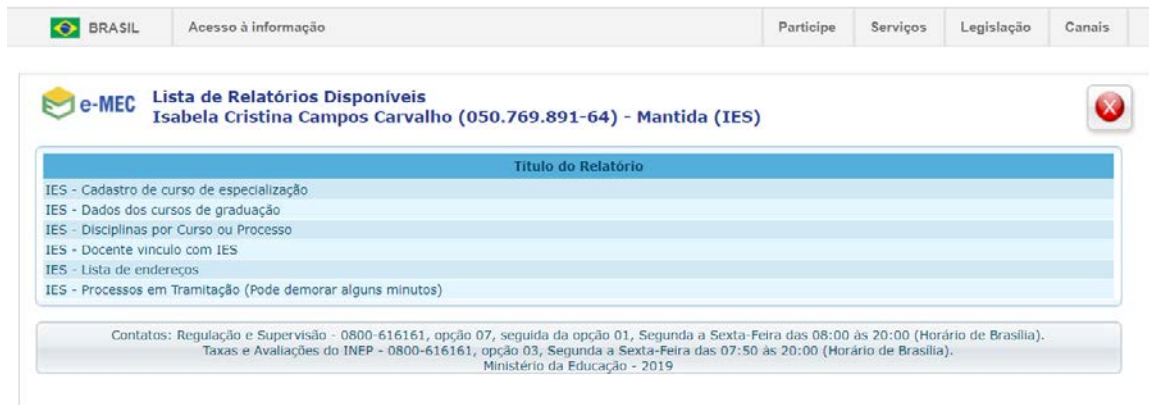 BRASIL Acesso à informação Participe Serviços Legislação Canais
e-MEC Lista de Relatórios Disponíveis
Isabela Cristina Campos Carvalho (050.769.891-64) - Mantida (IES)
Título do Relatório
IES - Cadastro de curso de especialização
IES - Dados dos cursos de graduação
IES - Disciplinas por Curso ou Processo
IES - Docente vinculo com IES
IES - Lista de endereços
IES - Processos em Tramitação (Pode demorar alguns minutos)
Contatos: Regulação e Supervisão - 0800-616161, opção 07, seguida da opção 01, Segunda a Sexta-Feira das 08:00 às 20:00 (Horário de Brasília).
Taxas e Avaliações do INEP - 0800-616161, opção 03, Segunda a Sexta-Feira das 07:50 às 20:00 (Horário de Brasília).
Ministério da Educação - 2019